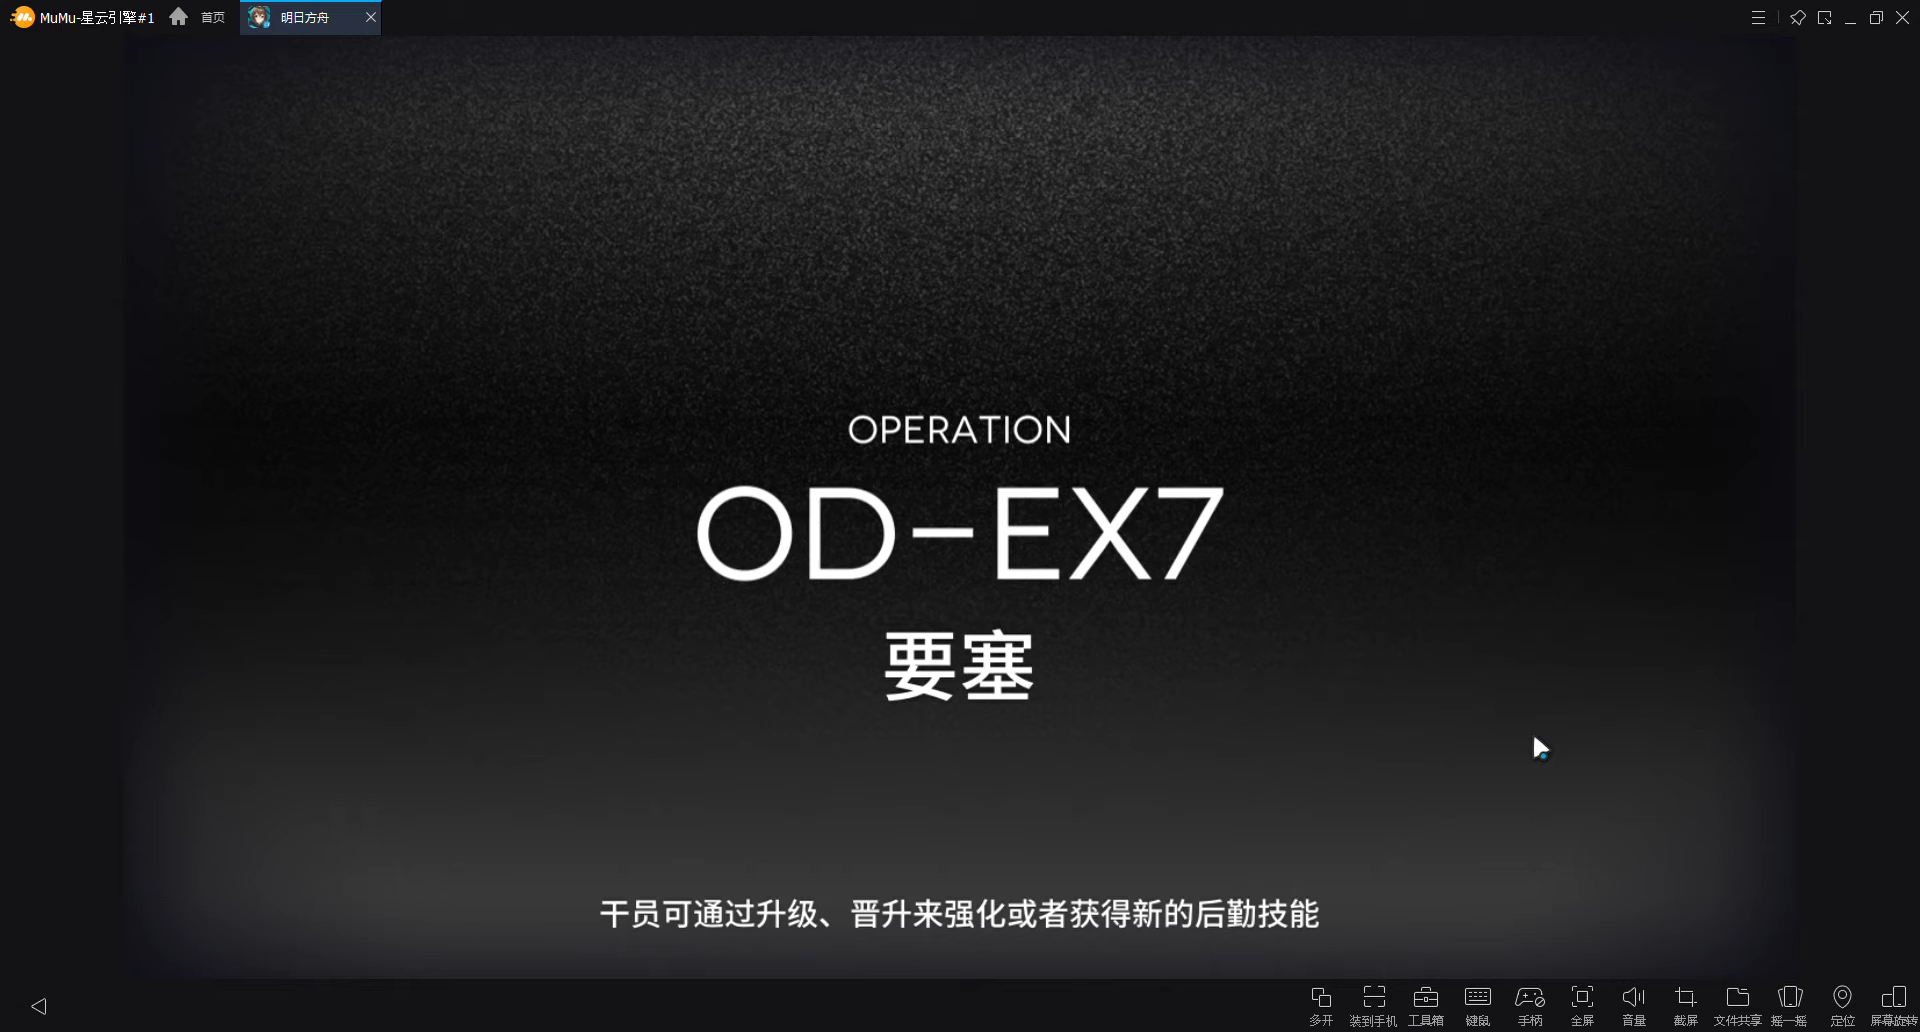 MuMu-星云引擎#1 首页 明日方舟
OPERATION
OD-EX7
要塞
干员可通过升级、晋升来强化或者获得新的后勤技能
多开 装到手机 工具箱 键鼠 手柄 全屏 音量 截屏 文件共享 摇一摇 定位 屏幕旋转